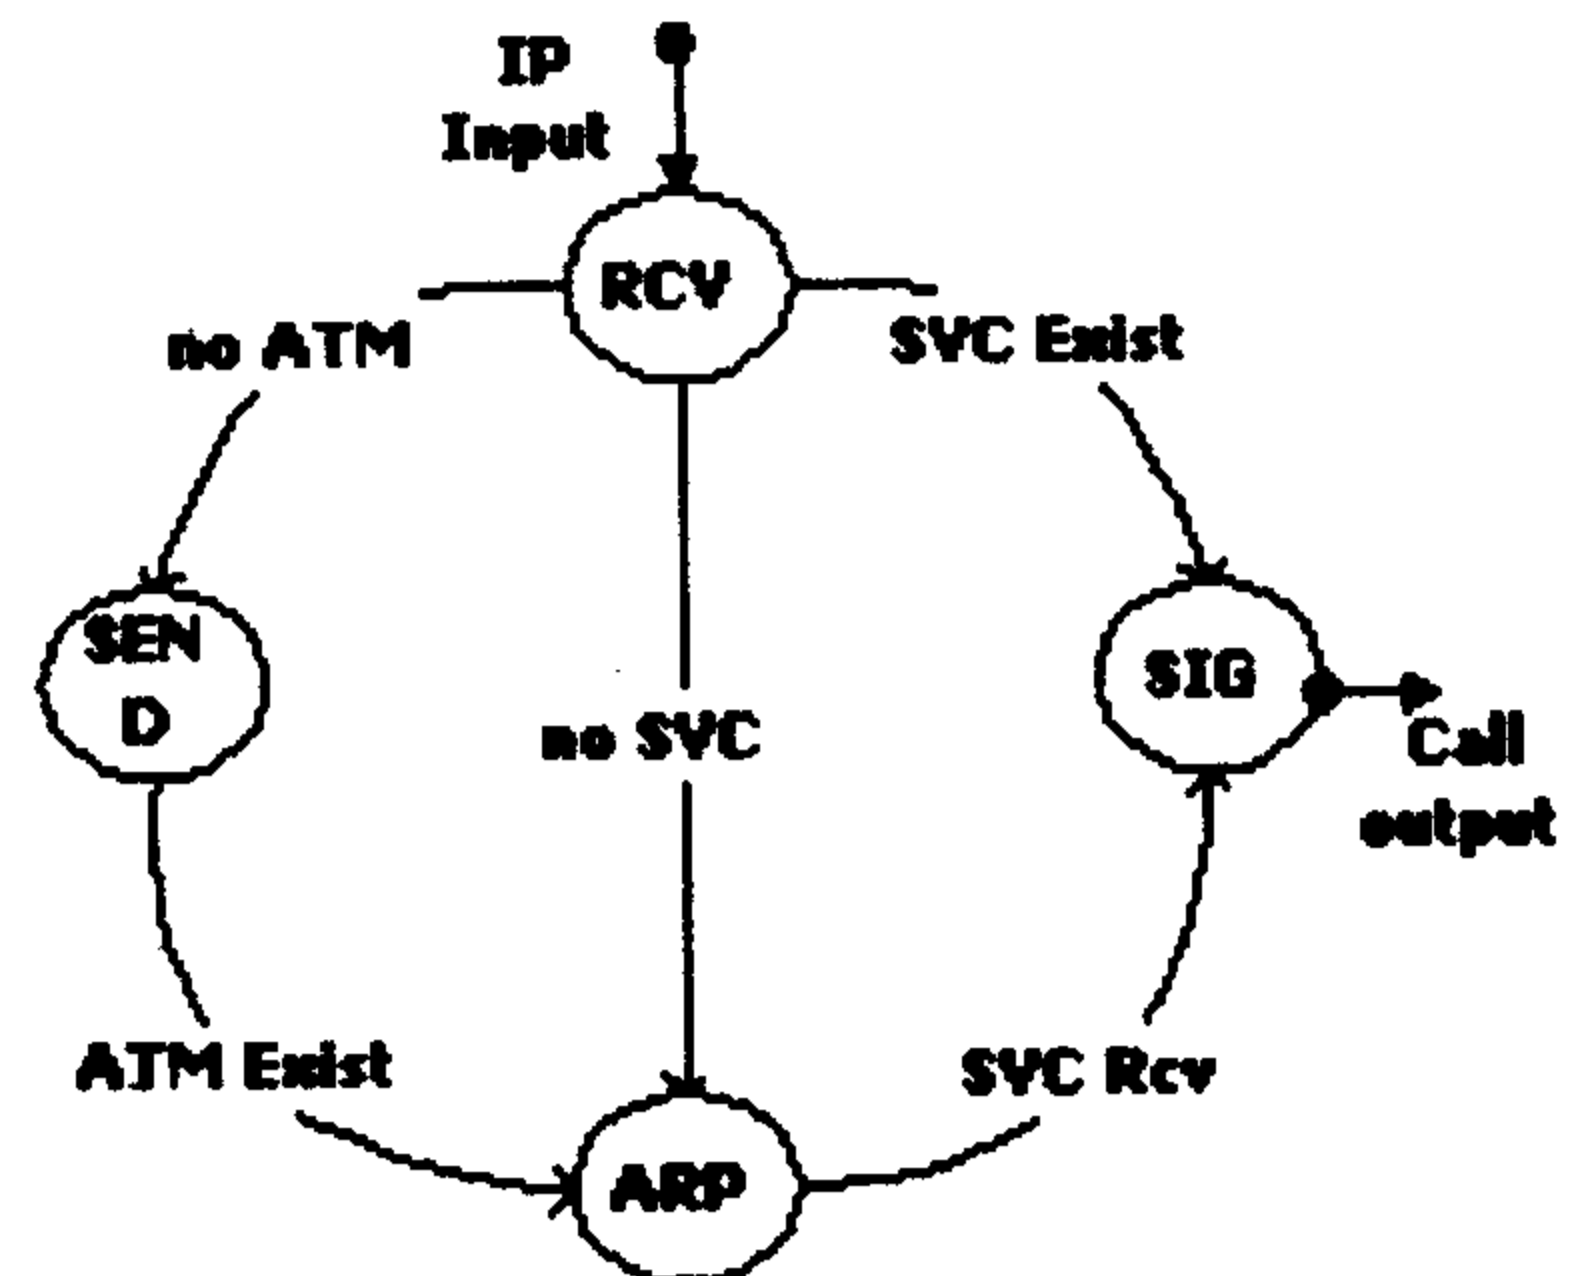 IP
Input
RCV
no ATM
SVC Exist
SEN
D
no SVC
SIG
Call
output
ATM Exist
SVC Rcv
ARP